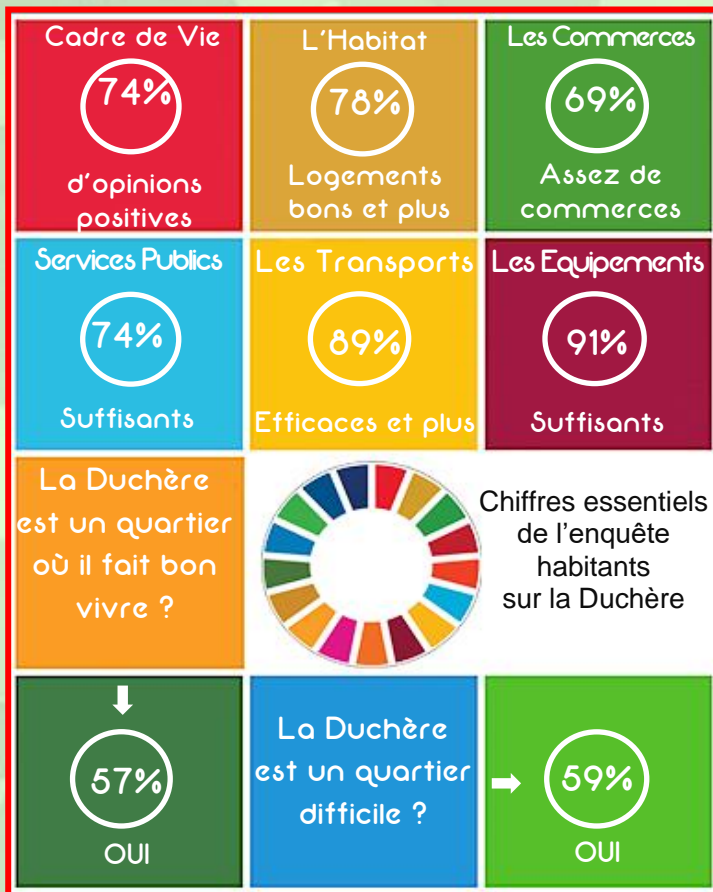 Cadre de Vie
74%
d'opinions
positives
L'Habitat
78%
Logements
bons et plus
Les Commerces
69%
Assez de
commerces
Services Publics
74%
Suffisants
Les Transports
89%
Efficaces et plus
Les Equipements
91%
Suffisants
La Duchère
est un quartier
où il fait bon
vivre ?
Chiffres essentiels
de l'enquête
habitants
sur la Duchère
57%
OUI
La Duchère
est un quartier
difficile ?
59%
OUI